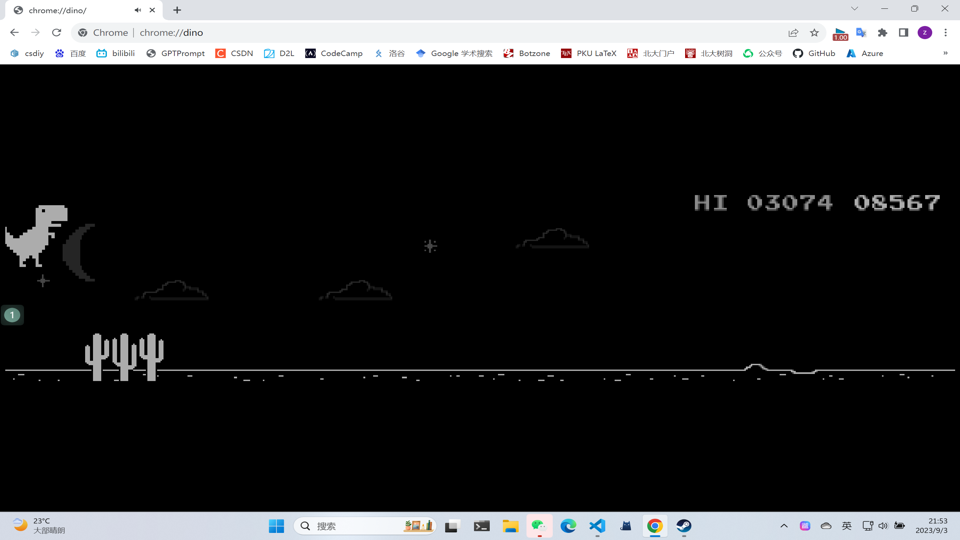 chrome://dino/
Chrome | chrome://dino
1.00
z
csdiy
百度
bilibili
GPTPrompt
CSDN
D2L
CodeCamp
洛谷
Google 学术搜索
Botzone
PKU LaTeX
北大门户
北大树洞
公众号
GitHub
Azure
»
HI 03074 08567
1
23°C
大部晴朗
搜索
英
21:53
2023/9/3